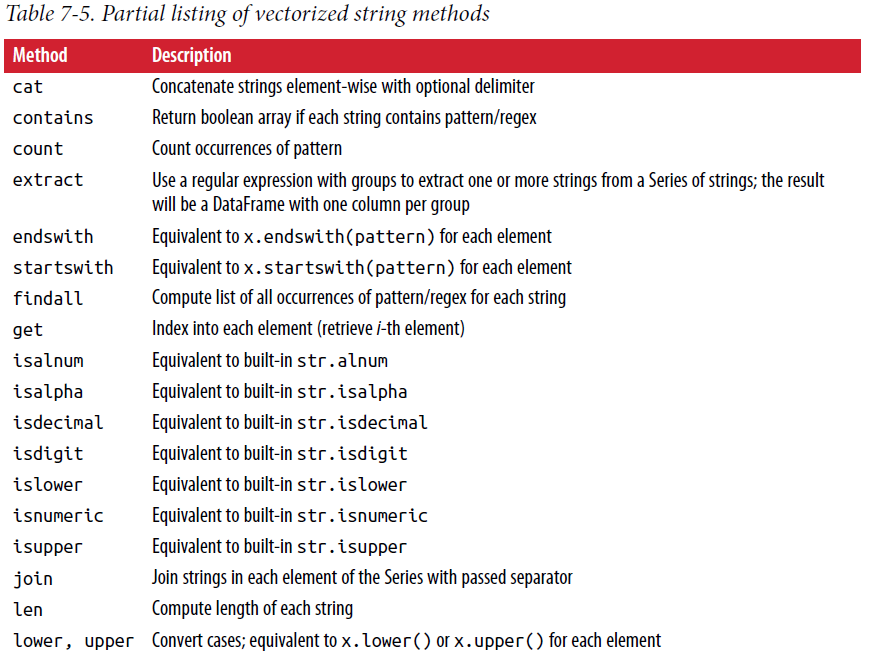 Table 7-5. Partial listing of vectorized string methods
Method Description
cat Concatenate strings element-wise with optional delimiter
contains Return boolean array if each string contains pattern/regex
count Count occurrences of pattern
extract Use a regular expression with groups to extract one or more strings from a Series of strings; the result
will be a DataFrame with one column per group
endswith Equivalent to x.endswith(pattern) for each element
startswith Equivalent to x.startswith(pattern) for each element
findall Compute list of all occurrences of pattern/regex for each string
get Index into each element (retrieve i-th element)
isalnum Equivalent to built-in str.alnum
isalpha Equivalent to built-in str.isalpha
isdecimal Equivalent to built-in str.isdecimal
isdigit Equivalent to built-in str.isdigit
islower Equivalent to built-in str.islower
isnumeric Equivalent to built-in str.isnumeric
isupper Equivalent to built-in str.isupper
join Join strings in each element of the Series with passed separator
len Compute length of each string
lower, upper Convert cases; equivalent to x.lower() or x.upper() for each element